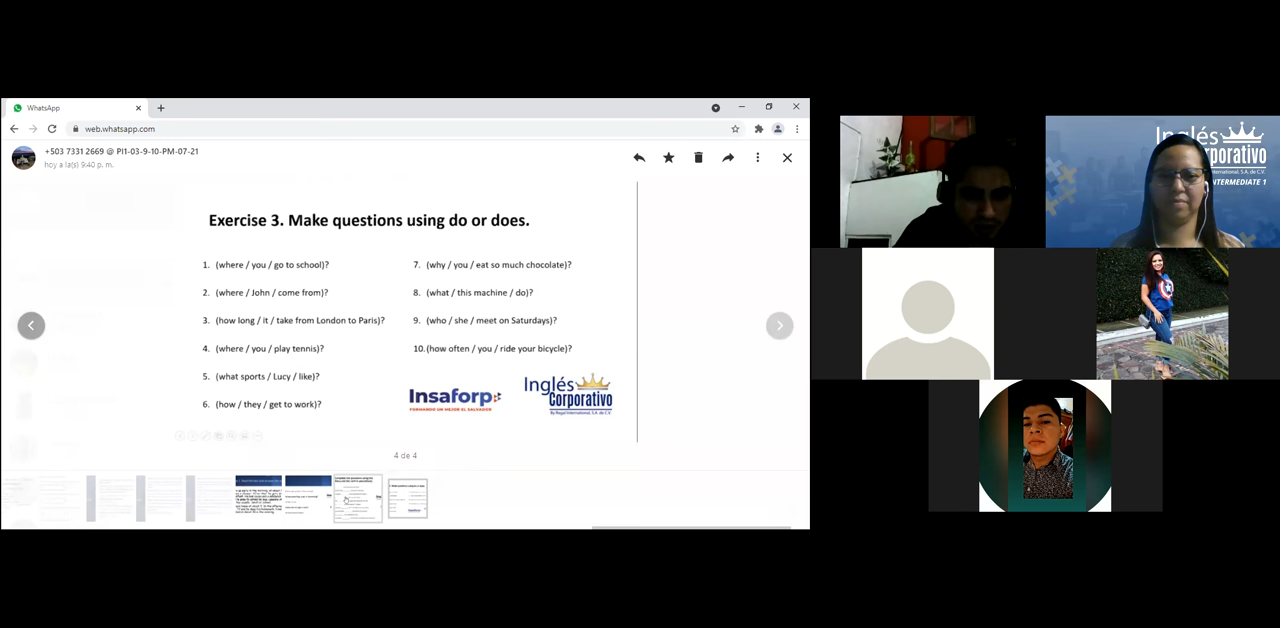 WhatsApp
web.whatsapp.com
+503 7331 2669 @ PI1-03-9-10-PM-07-21
hoy a la(s) 9:40 p. m.
Exercise 3. Make questions using do or does.
1. (where / you / go to school)?
2. (where / John / come from)?
3. (how long / it / take from London to Paris)?
4. (where / you / play tennis)?
5. (what sports / Lucy / like)?
6. (how / they / get to work)?
7. (why / you / eat so much chocolate)?
8. (what / this machine / do)?
9. (who / she / meet on Saturdays)?
10. (how often / you / ride your bicycle)?
Insaforp
FORMANDO UN MEJOR EL SALVADOR
Inglés
Corporativo
By Regal International, S.A. de C.V.
4 de 4
Inglés
porativo
International, S.A. de C.V.
INTERMEDIATE 1